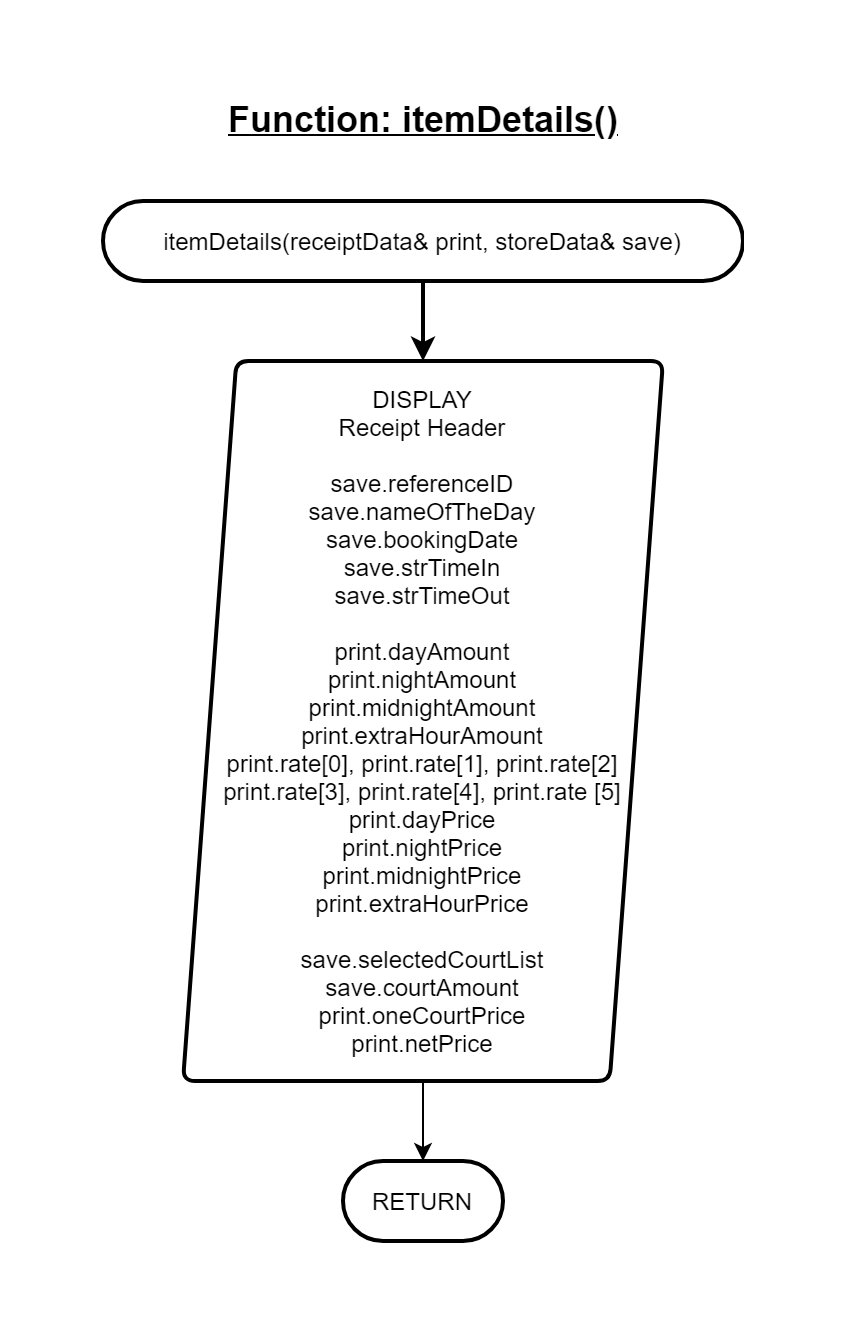 Function: itemDetails()
itemDetails(receiptData& print, storeData& save)
DISPLAY
Receipt Header
save.referenceID
save.nameOfTheDay
save.bookingDate
save.strTimeIn
save.strTimeOut
print.dayAmount
print.nightAmount
print.midnightAmount
print.extraHourAmount
print.rate[0], print.rate[1], print.rate[2]
print.rate[3], print.rate[4], print.rate [5]
print.dayPrice
print.nightPrice
print.midnightPrice
print.extraHourPrice
save.selectedCourtList
save.courtAmount
print.oneCourtPrice
print.netPrice
RETURN